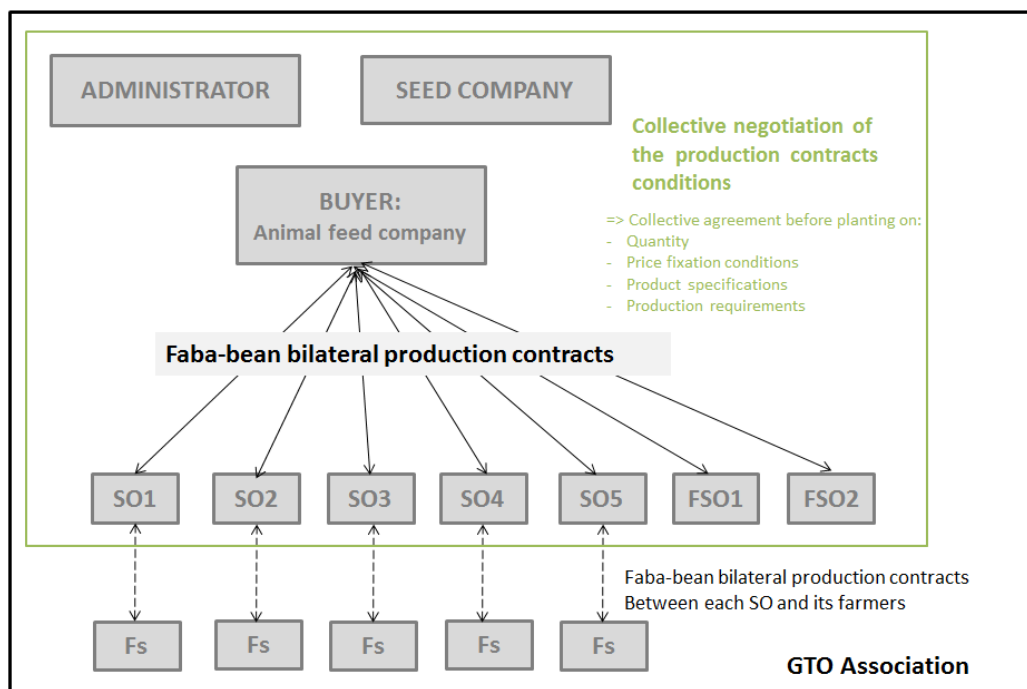 ADMINISTRATOR
SEED COMPANY
Collective negotiation of
the production contracts
conditions
=> Collective agreement before planting on:
- Quantity
- Price fixation conditions
- Product specifications
- Production requirements
BUYER:
Animal feed company
Faba-bean bilateral production contracts
SO1
SO2
SO3
SO4
SO5
FSO1
FSO2
Faba-bean bilateral production contracts
Between each SO and its farmers
Fs
Fs
Fs
Fs
Fs
GTO Association